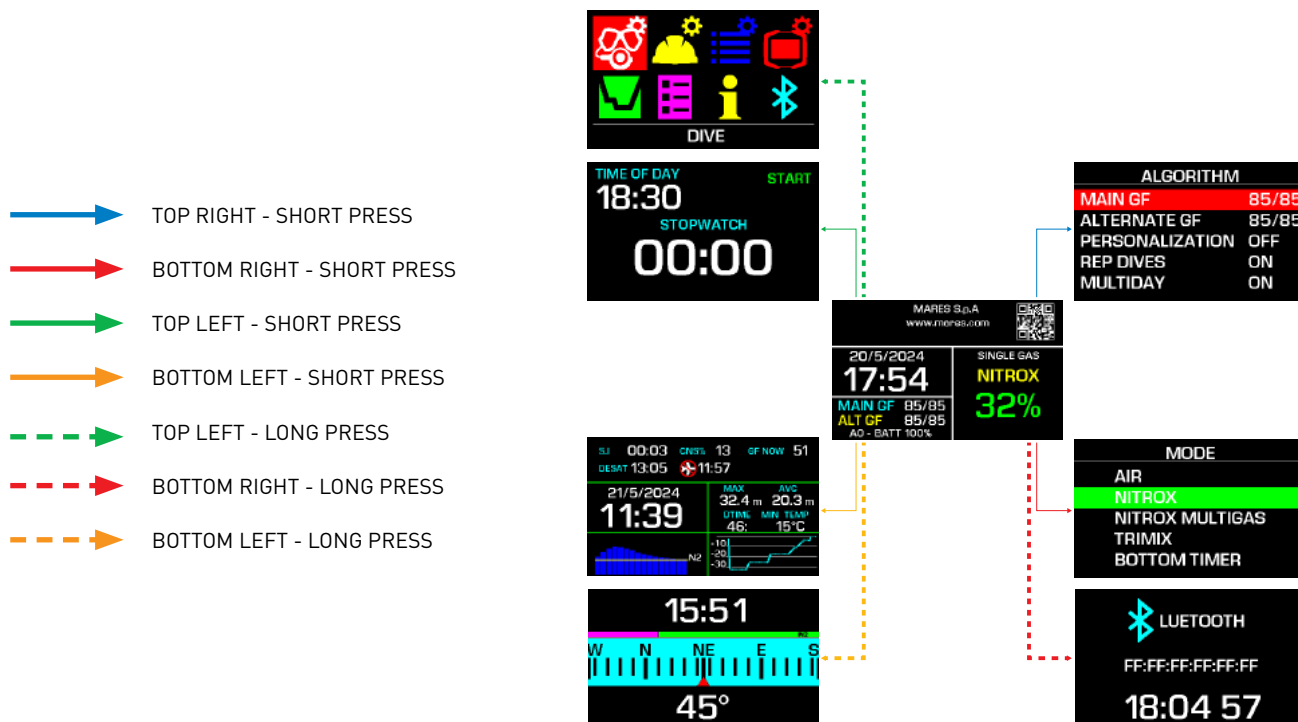 DIVE
TIME OF DAY
18:30
START
STOPWATCH
00:00
TOP RIGHT - SHORT PRESS
BOTTOM RIGHT - SHORT PRESS
TOP LEFT - SHORT PRESS
BOTTOM LEFT - SHORT PRESS
TOP LEFT - LONG PRESS
BOTTOM RIGHT - LONG PRESS
BOTTOM LEFT - LONG PRESS
ALGORITHM
MAIN GF 85/85
ALTERNATE GF 85/85
PERSONALIZATION OFF
REP DIVES ON
MULTIDAY ON
MARES S.p.A
www.mares.com
20/5/2024
17:54
MAIN GF 85/85
ALT GF 85/85
A0 - BATT 100%
SINGLE GAS
NITROX
32%
S.I 00:03 CNS% 13 GF NOW 51
DESAT 13:05 11:57
21/5/2024
11:39
MAX AVG
32.4 m 20.3 m
DTIME MIN TEMP
46: 15°C
N2
-10
-20
-30
MODE
AIR
NITROX
NITROX MULTIGAS
TRIMIX
BOTTOM TIMER
15:51
W N NE E S
45°
LUETOOTH
FF:FF:FF:FF:FF:FF
18:04 57